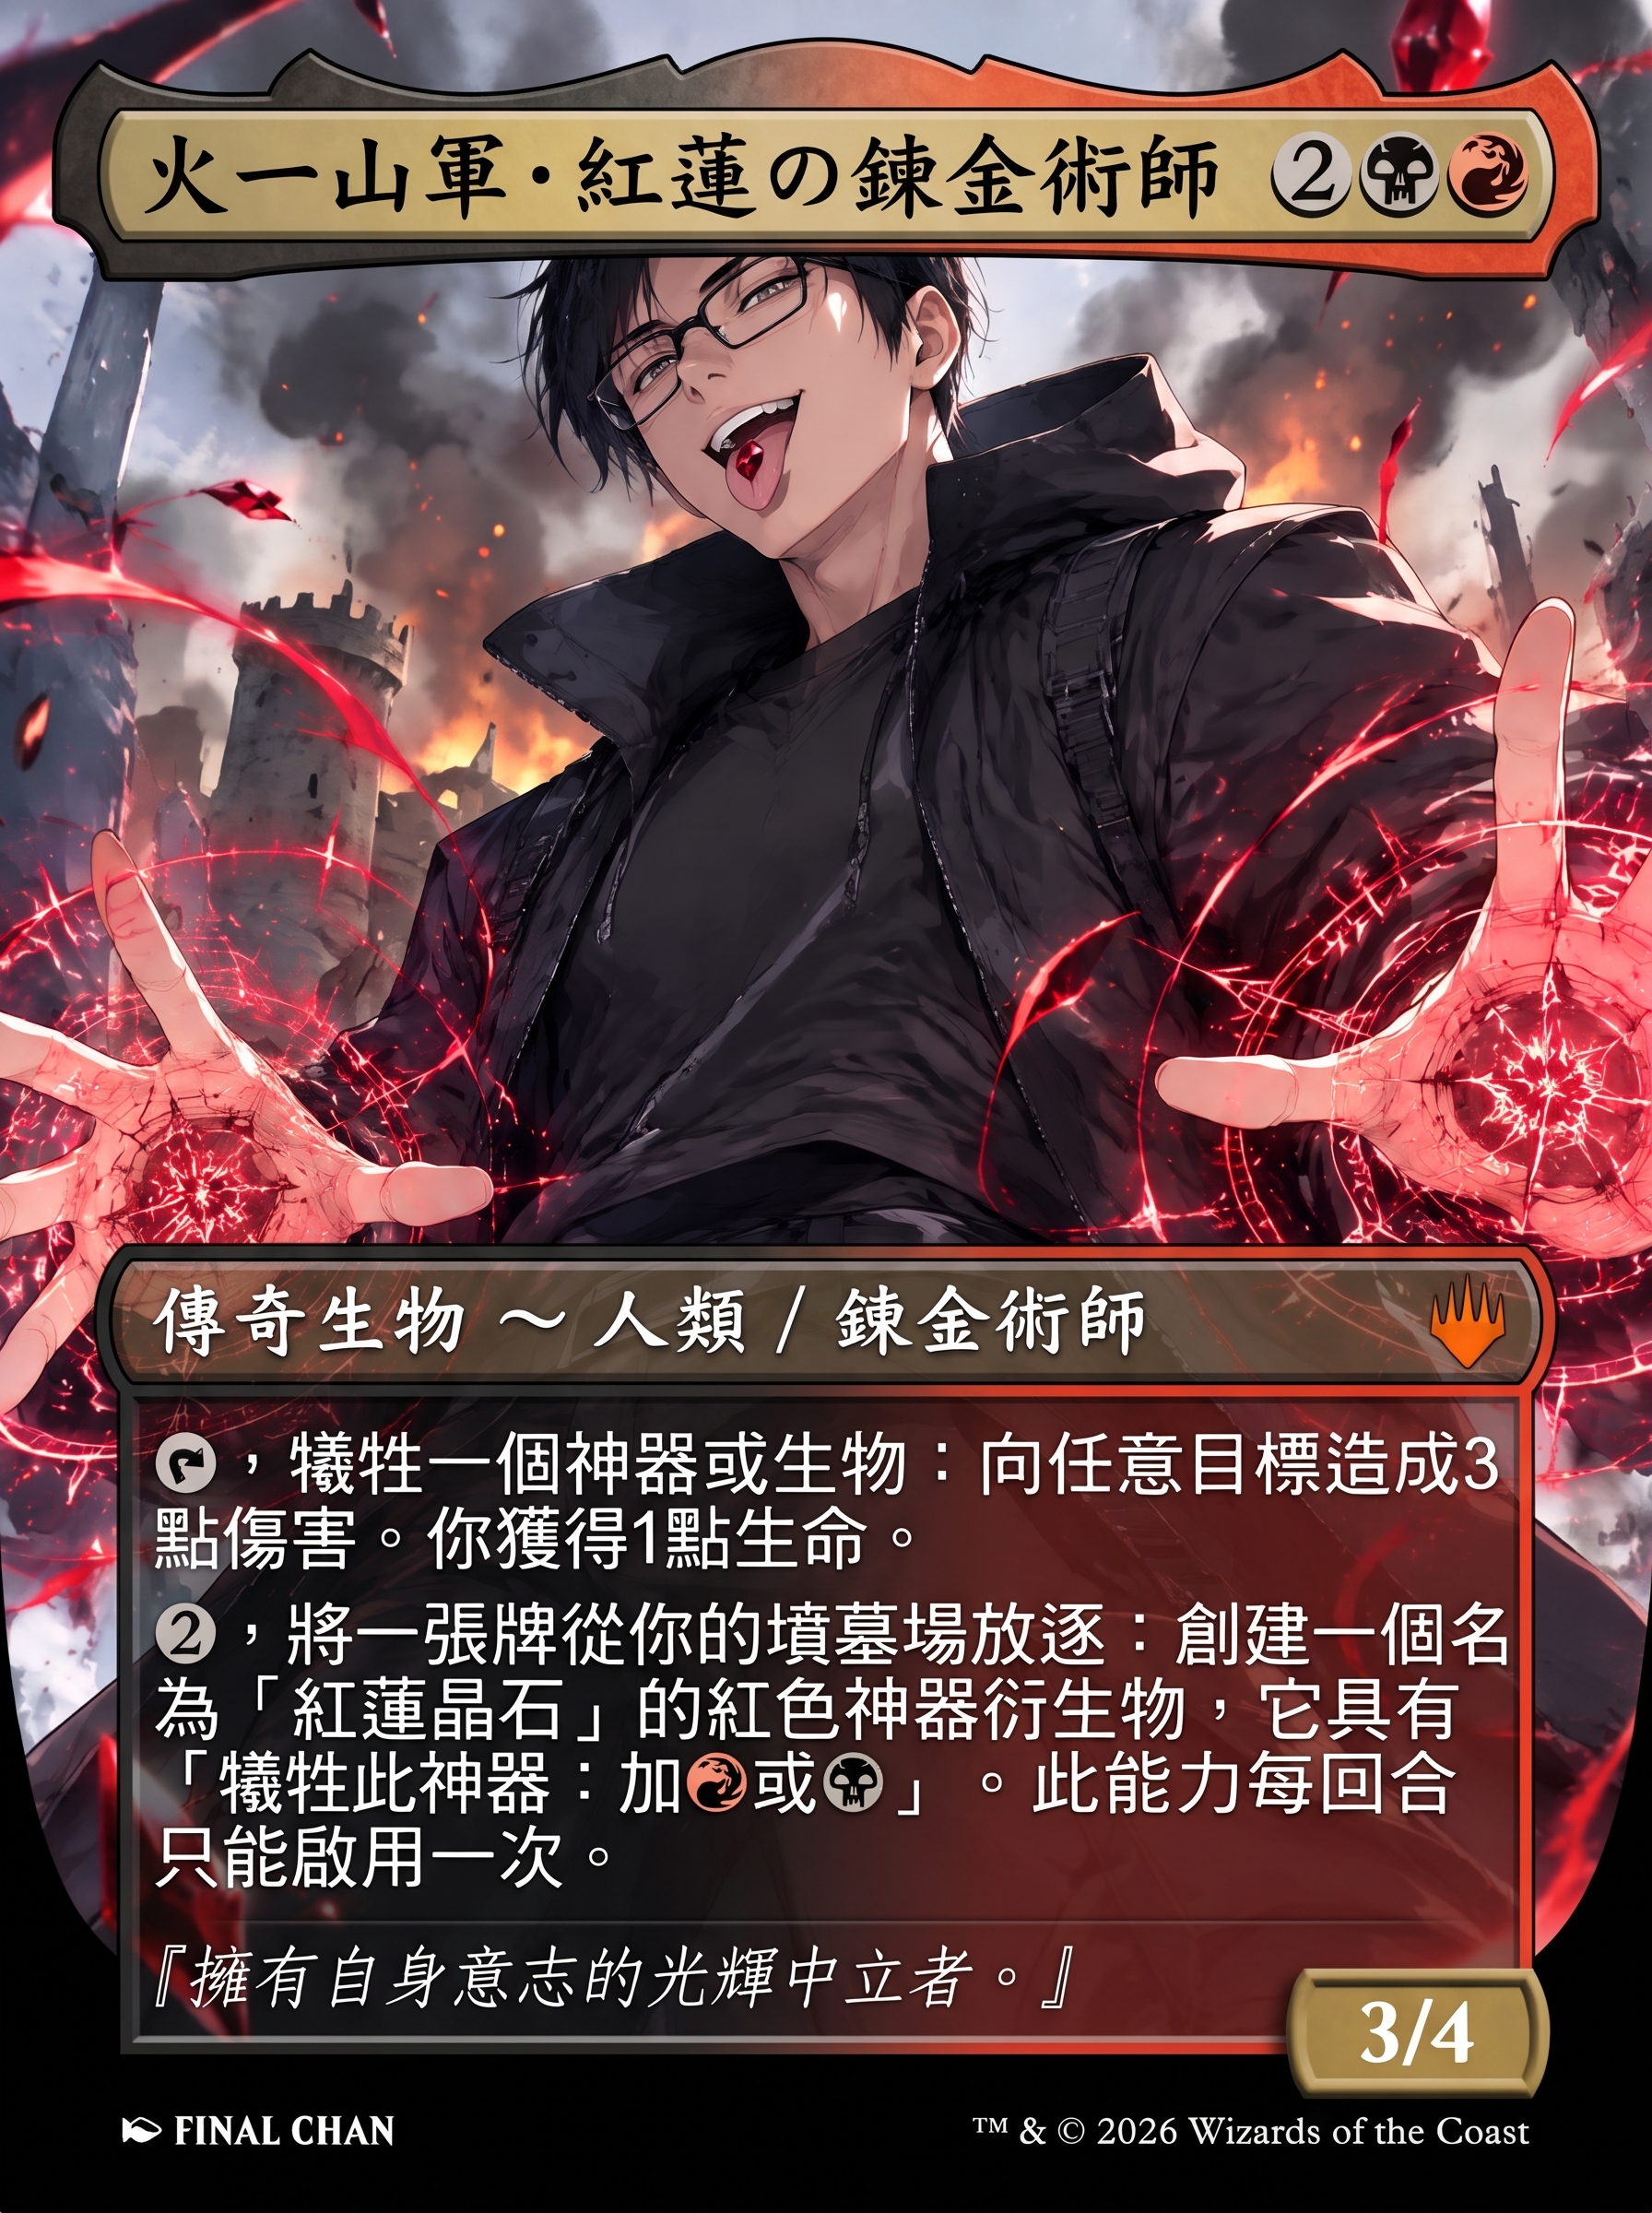 火一山軍·紅蓮の鍊金術師 2
傳奇生物 ～ 人類 / 鍊金術師
，犧牲一個神器或生物：向任意目標造成3
點傷害。你獲得1點生命。
2，將一張牌從你的墳墓場放逐：創建一個名
為「紅蓮晶石」的紅色神器衍生物，它具有
「犧牲此神器：加或」。此能力每回合
只能啟用一次。
『擁有自身意志的光輝中立者。』
3/4
FINAL CHAN
™ & © 2026 Wizards of the Coast